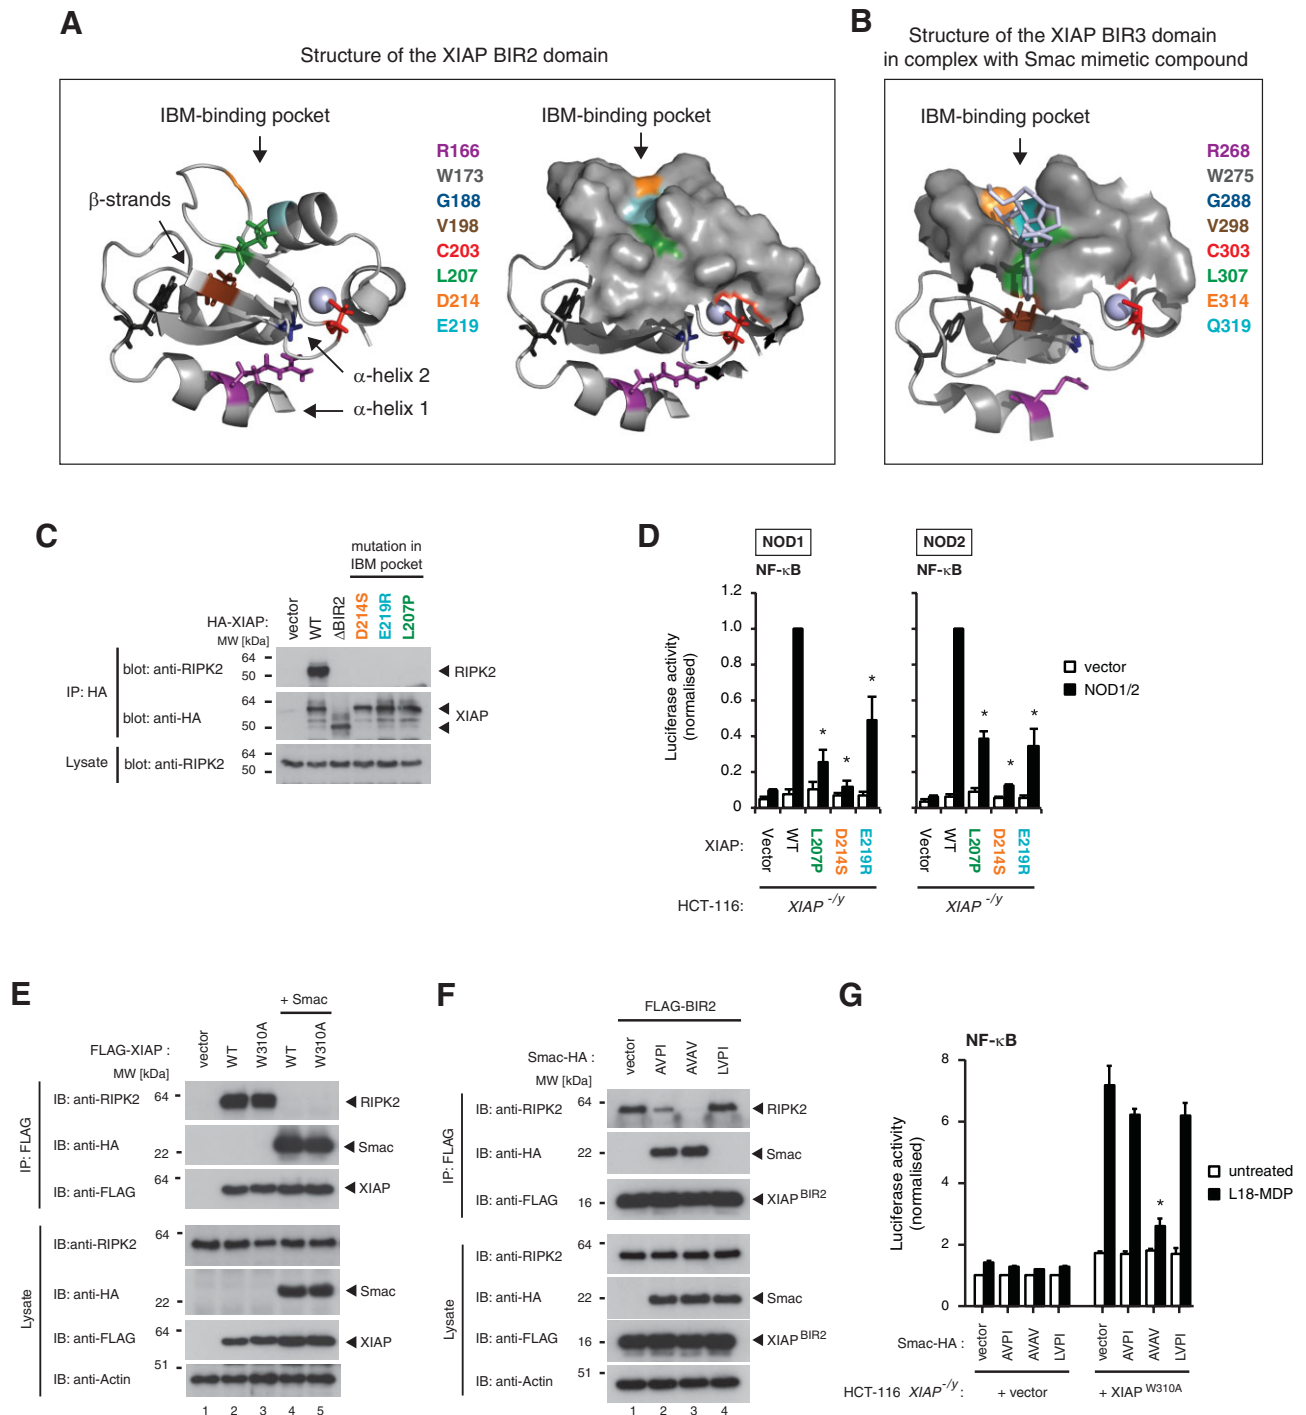 A
Structure of the XIAP BIR2 domain
IBM-binding pocket
β-strands
α-helix 2
α-helix 1
R166
W173
G188
V198
C203
L207
D214
E219
IBM-binding pocket
B
Structure of the XIAP BIR3 domain
in complex with Smac mimetic compound
IBM-binding pocket
R268
W275
G288
V298
C303
L307
E314
Q319
C
mutation in
IBM pocket
HA-XIAP:
vector
WT
ΔBIR2
D214S
E219R
L207P
MW [kDa]
IP: HA
blot: anti-RIPK2
64
50
RIPK2
blot: anti-HA
64
50
XIAP
Lysate
blot: anti-RIPK2
64
50
D
NOD1
NF-κB
Luciferase activity
(normalised)
1.2
1.0
0.8
0.6
0.4
0.2
0
*
*
*
XIAP:
Vector
WT
L207P
D214S
E219R
HCT-116:
XIAP -/y
NOD2
NF-κB
*
*
*
Vector
WT
L207P
D214S
E219R
XIAP -/y
vector
NOD1/2
E
+ Smac
FLAG-XIAP :
vector
WT
W310A
WT
W310A
MW [kDa]
IP: FLAG
IB: anti-RIPK2
64
RIPK2
IB: anti-HA
22
Smac
IB: anti-FLAG
64
XIAP
Lysate
IB:anti-RIPK2
64
IB: anti-HA
22
Smac
IB: anti-FLAG
64
XIAP
IB: anti-Actin
51
1 2 3 4 5
F
FLAG-BIR2
Smac-HA :
vector
AVPI
AVAV
LVPI
MW [kDa]
IP: FLAG
IB: anti-RIPK2
64
RIPK2
IB: anti-HA
22
Smac
IB: anti-FLAG
16
XIAP BIR2
Lysate
IB: anti-RIPK2
64
IB: anti-HA
22
Smac
IB: anti-FLAG
16
XIAP BIR2
IB: anti-Actin
51
1 2 3 4
G
NF-κB
Luciferase activity
(normalised)
8
6
4
2
0
*
untreated
L18-MDP
Smac-HA :
vector
AVPI
AVAV
LVPI
vector
AVPI
AVAV
LVPI
HCT-116 XIAP -/y :
+ vector
+ XIAP W310A